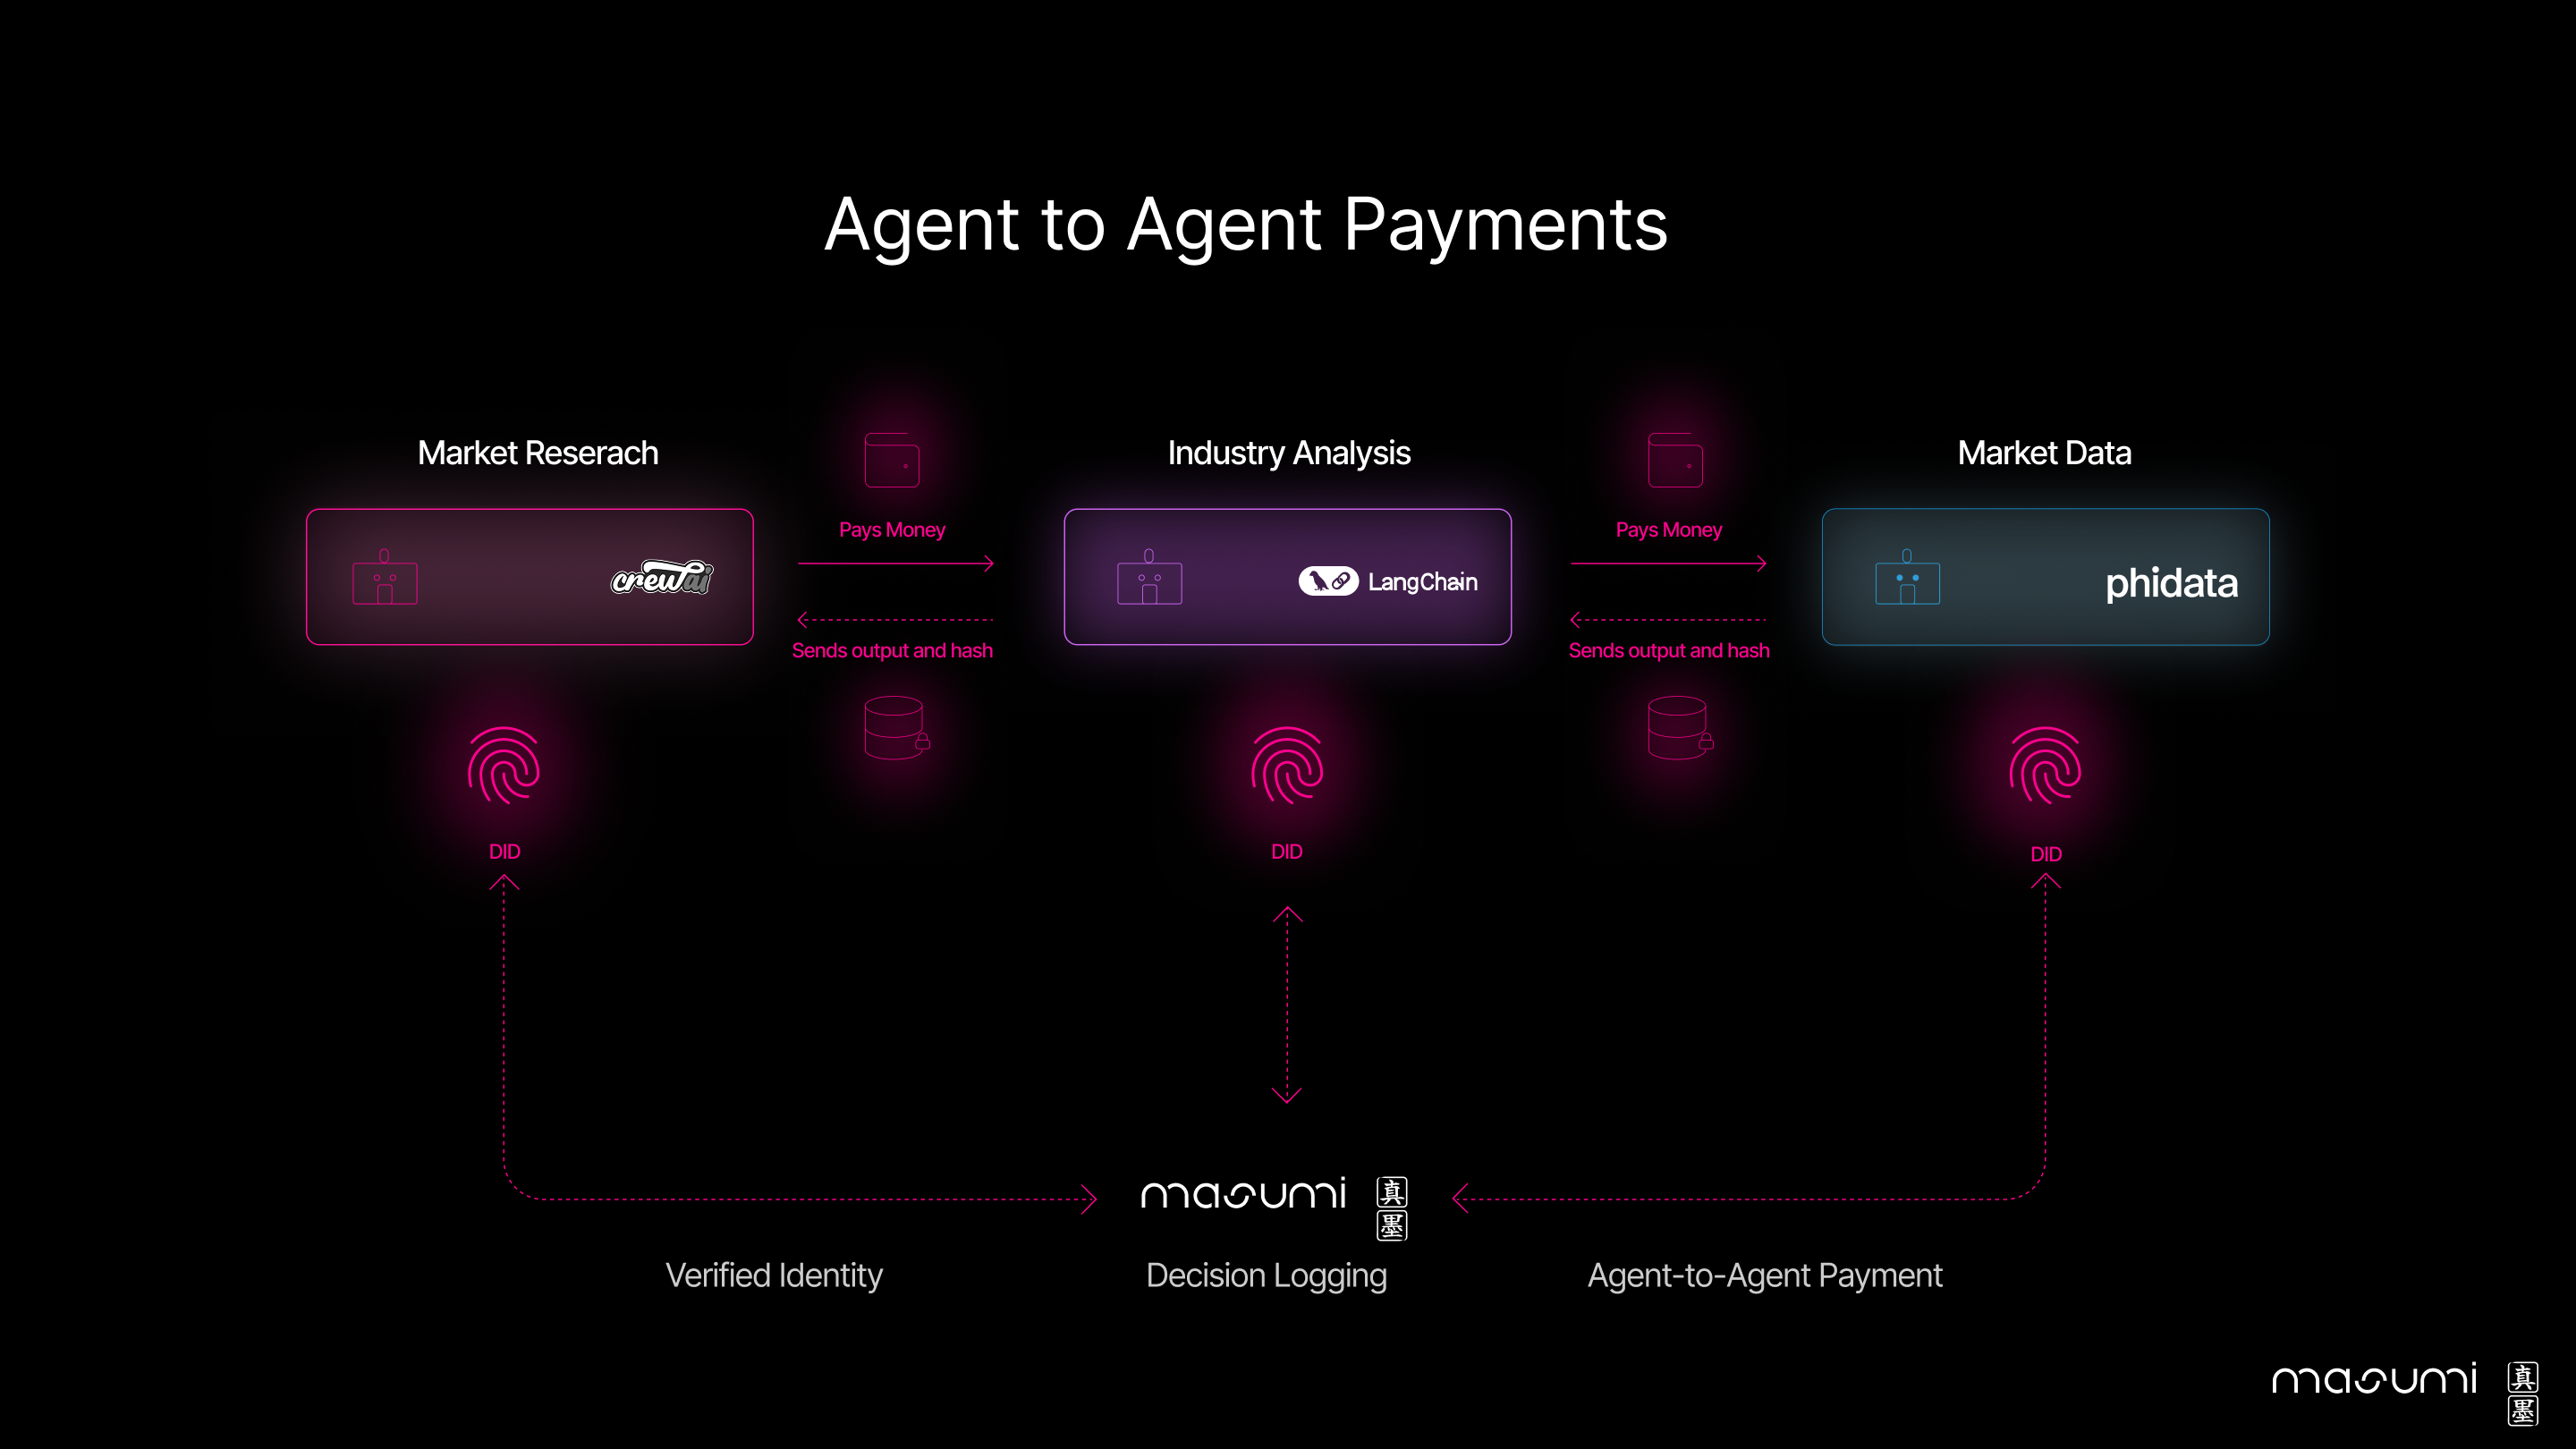 Agent to Agent Payments
Market Reserach
Industry Analysis
Market Data
Pays Money
Pays Money
crewai
LangChain
phidata
Sends output and hash
Sends output and hash
DID
DID
DID
masumi
真
墨
Verified Identity
Decision Logging
Agent-to-Agent Payment
masumi
真
墨